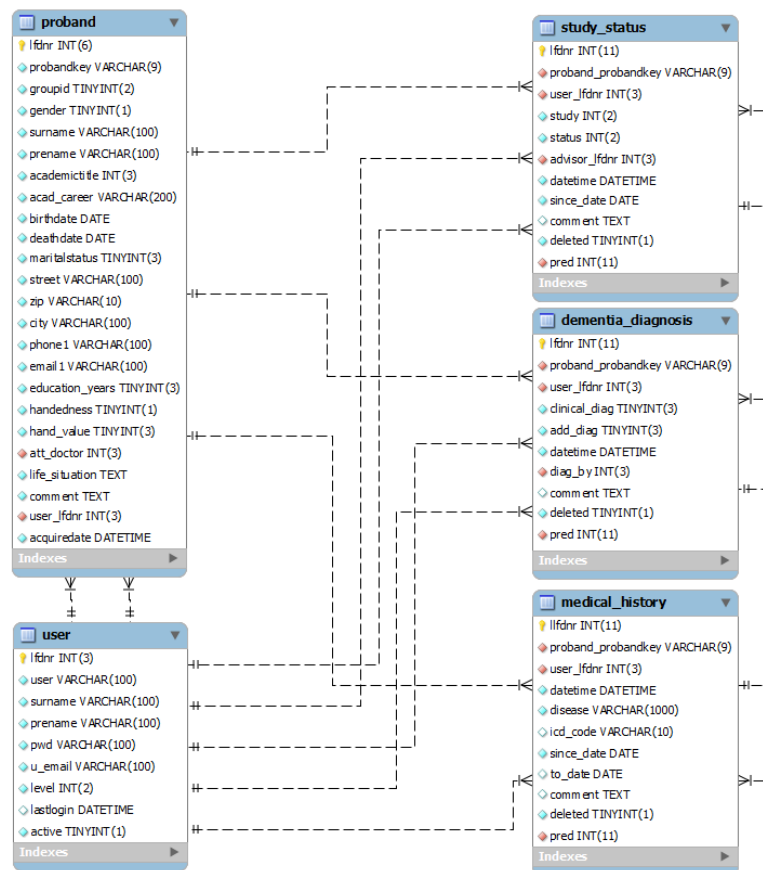 proband
lfdnr INT(6)
probandkey VARCHAR(9)
groupid TINYINT(2)
gender TINYINT(1)
surname VARCHAR(100)
prename VARCHAR(100)
academictitle INT(3)
acad_career VARCHAR(200)
birthdate DATE
deathdate DATE
maritalstatus TINYINT(3)
street VARCHAR(100)
zip VARCHAR(10)
city VARCHAR(100)
phone1 VARCHAR(100)
email1 VARCHAR(100)
education_years TINYINT(3)
handedness TINYINT(1)
hand_value TINYINT(3)
att_doctor INT(3)
life_situation TEXT
comment TEXT
user_lfdnr INT(3)
acquiredate DATETIME
Indexes
user
lfdnr INT(3)
user VARCHAR(100)
surname VARCHAR(100)
prename VARCHAR(100)
pwd VARCHAR(100)
u_email VARCHAR(100)
level INT(2)
lastlogin DATETIME
active TINYINT(1)
Indexes
study_status
lfdnr INT(11)
proband_probandkey VARCHAR(9)
user_lfdnr INT(3)
study INT(2)
status INT(2)
advisor_lfdnr INT(3)
datetime DATETIME
since_date DATE
comment TEXT
deleted TINYINT(1)
pred INT(11)
Indexes
dementia_diagnosis
lfdnr INT(11)
proband_probandkey VARCHAR(9)
user_lfdnr INT(3)
clinical_diag TINYINT(3)
add_diag TINYINT(3)
datetime DATETIME
diag_by INT(3)
comment TEXT
deleted TINYINT(1)
pred INT(11)
Indexes
medical_history
llfdnr INT(11)
proband_probandkey VARCHAR(9)
user_lfdnr INT(3)
datetime DATETIME
disease VARCHAR(1000)
icd_code VARCHAR(10)
since_date DATE
to_date DATE
comment TEXT
deleted TINYINT(1)
pred INT(11)
Indexes